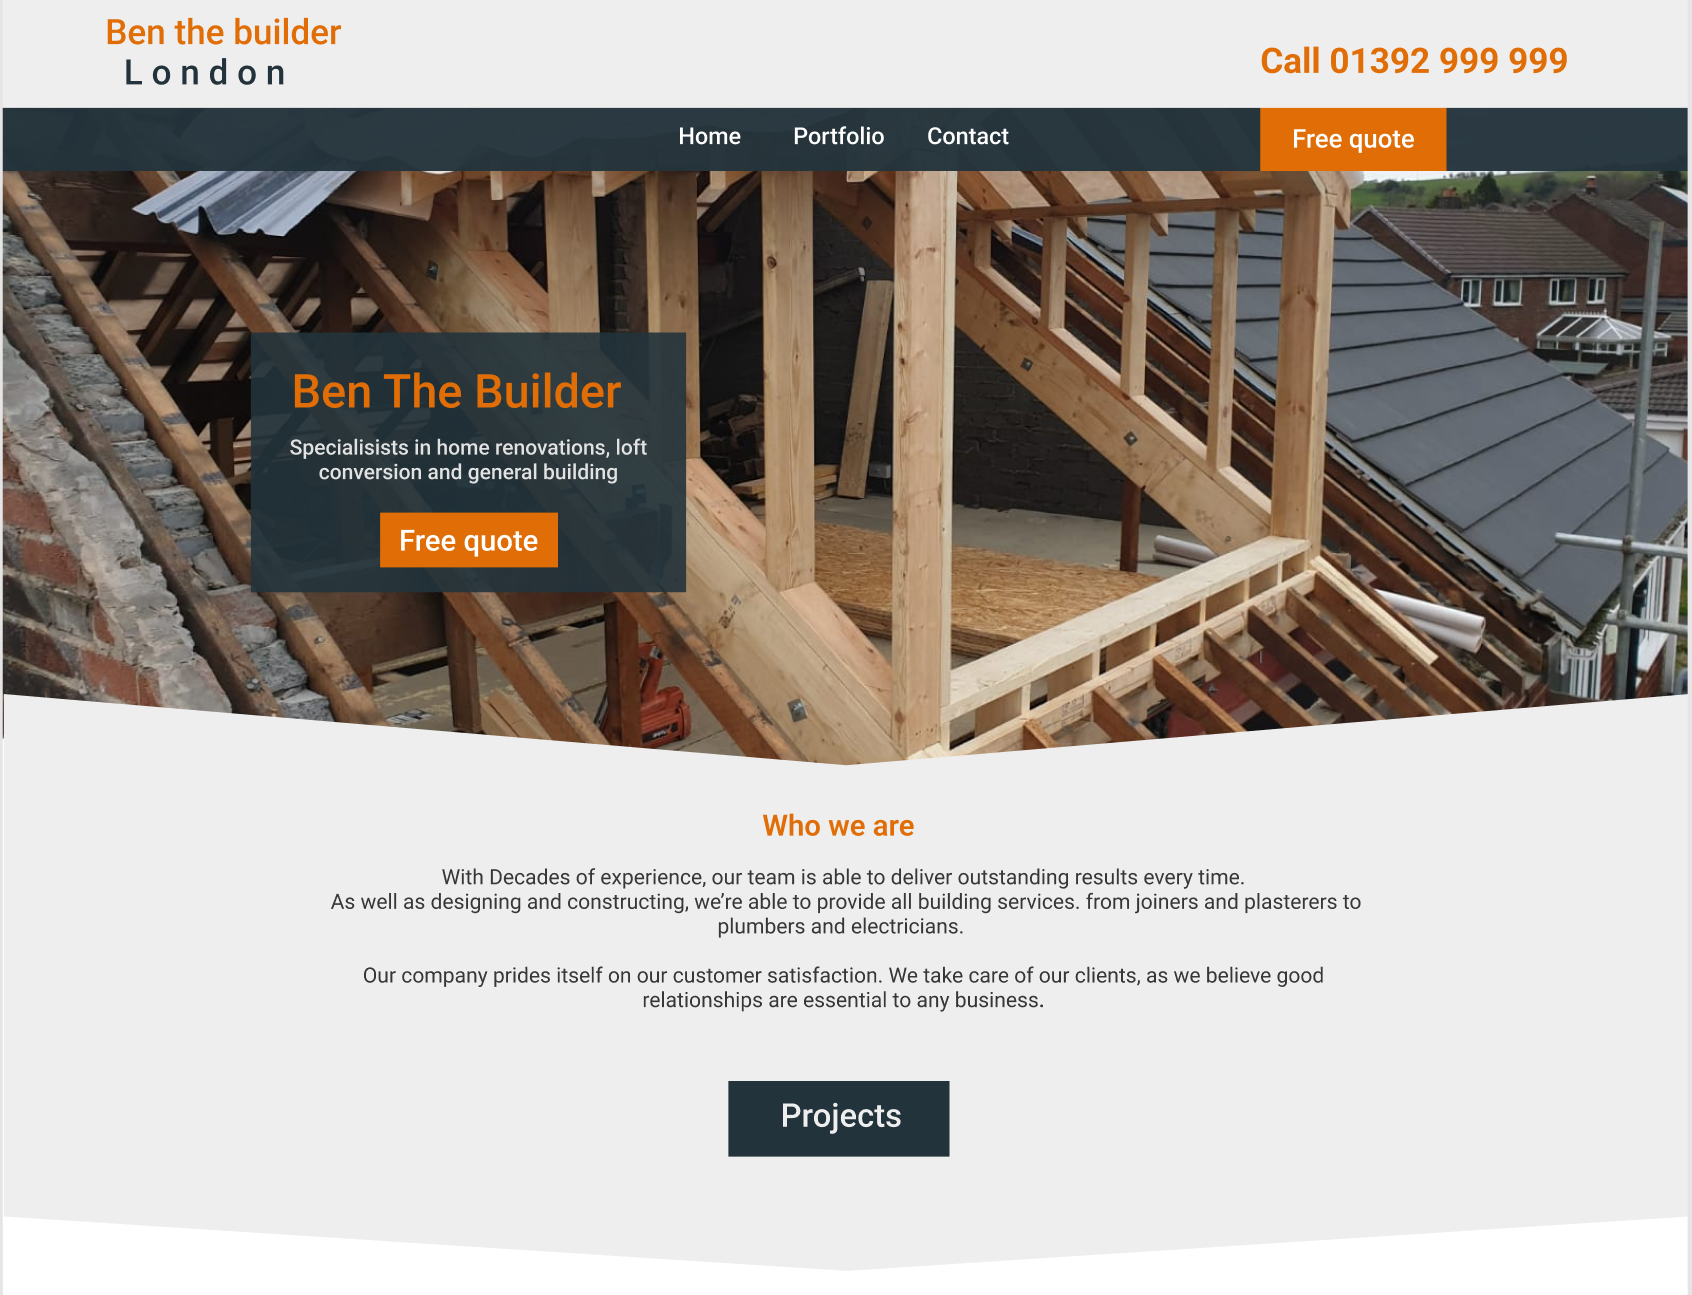 Ben the builder
London
Call 01392 999 999
Home Portfolio Contact Free quote
Ben The Builder
Specialisists in home renovations, loft
conversion and general building
Free quote
Who we are
With Decades of experience, our team is able to deliver outstanding results every time.
As well as designing and constructing, we're able to provide all building services. from joiners and plasterers to
plumbers and electricians.
Our company prides itself on our customer satisfaction. We take care of our clients, as we believe good
relationships are essential to any business.
Projects